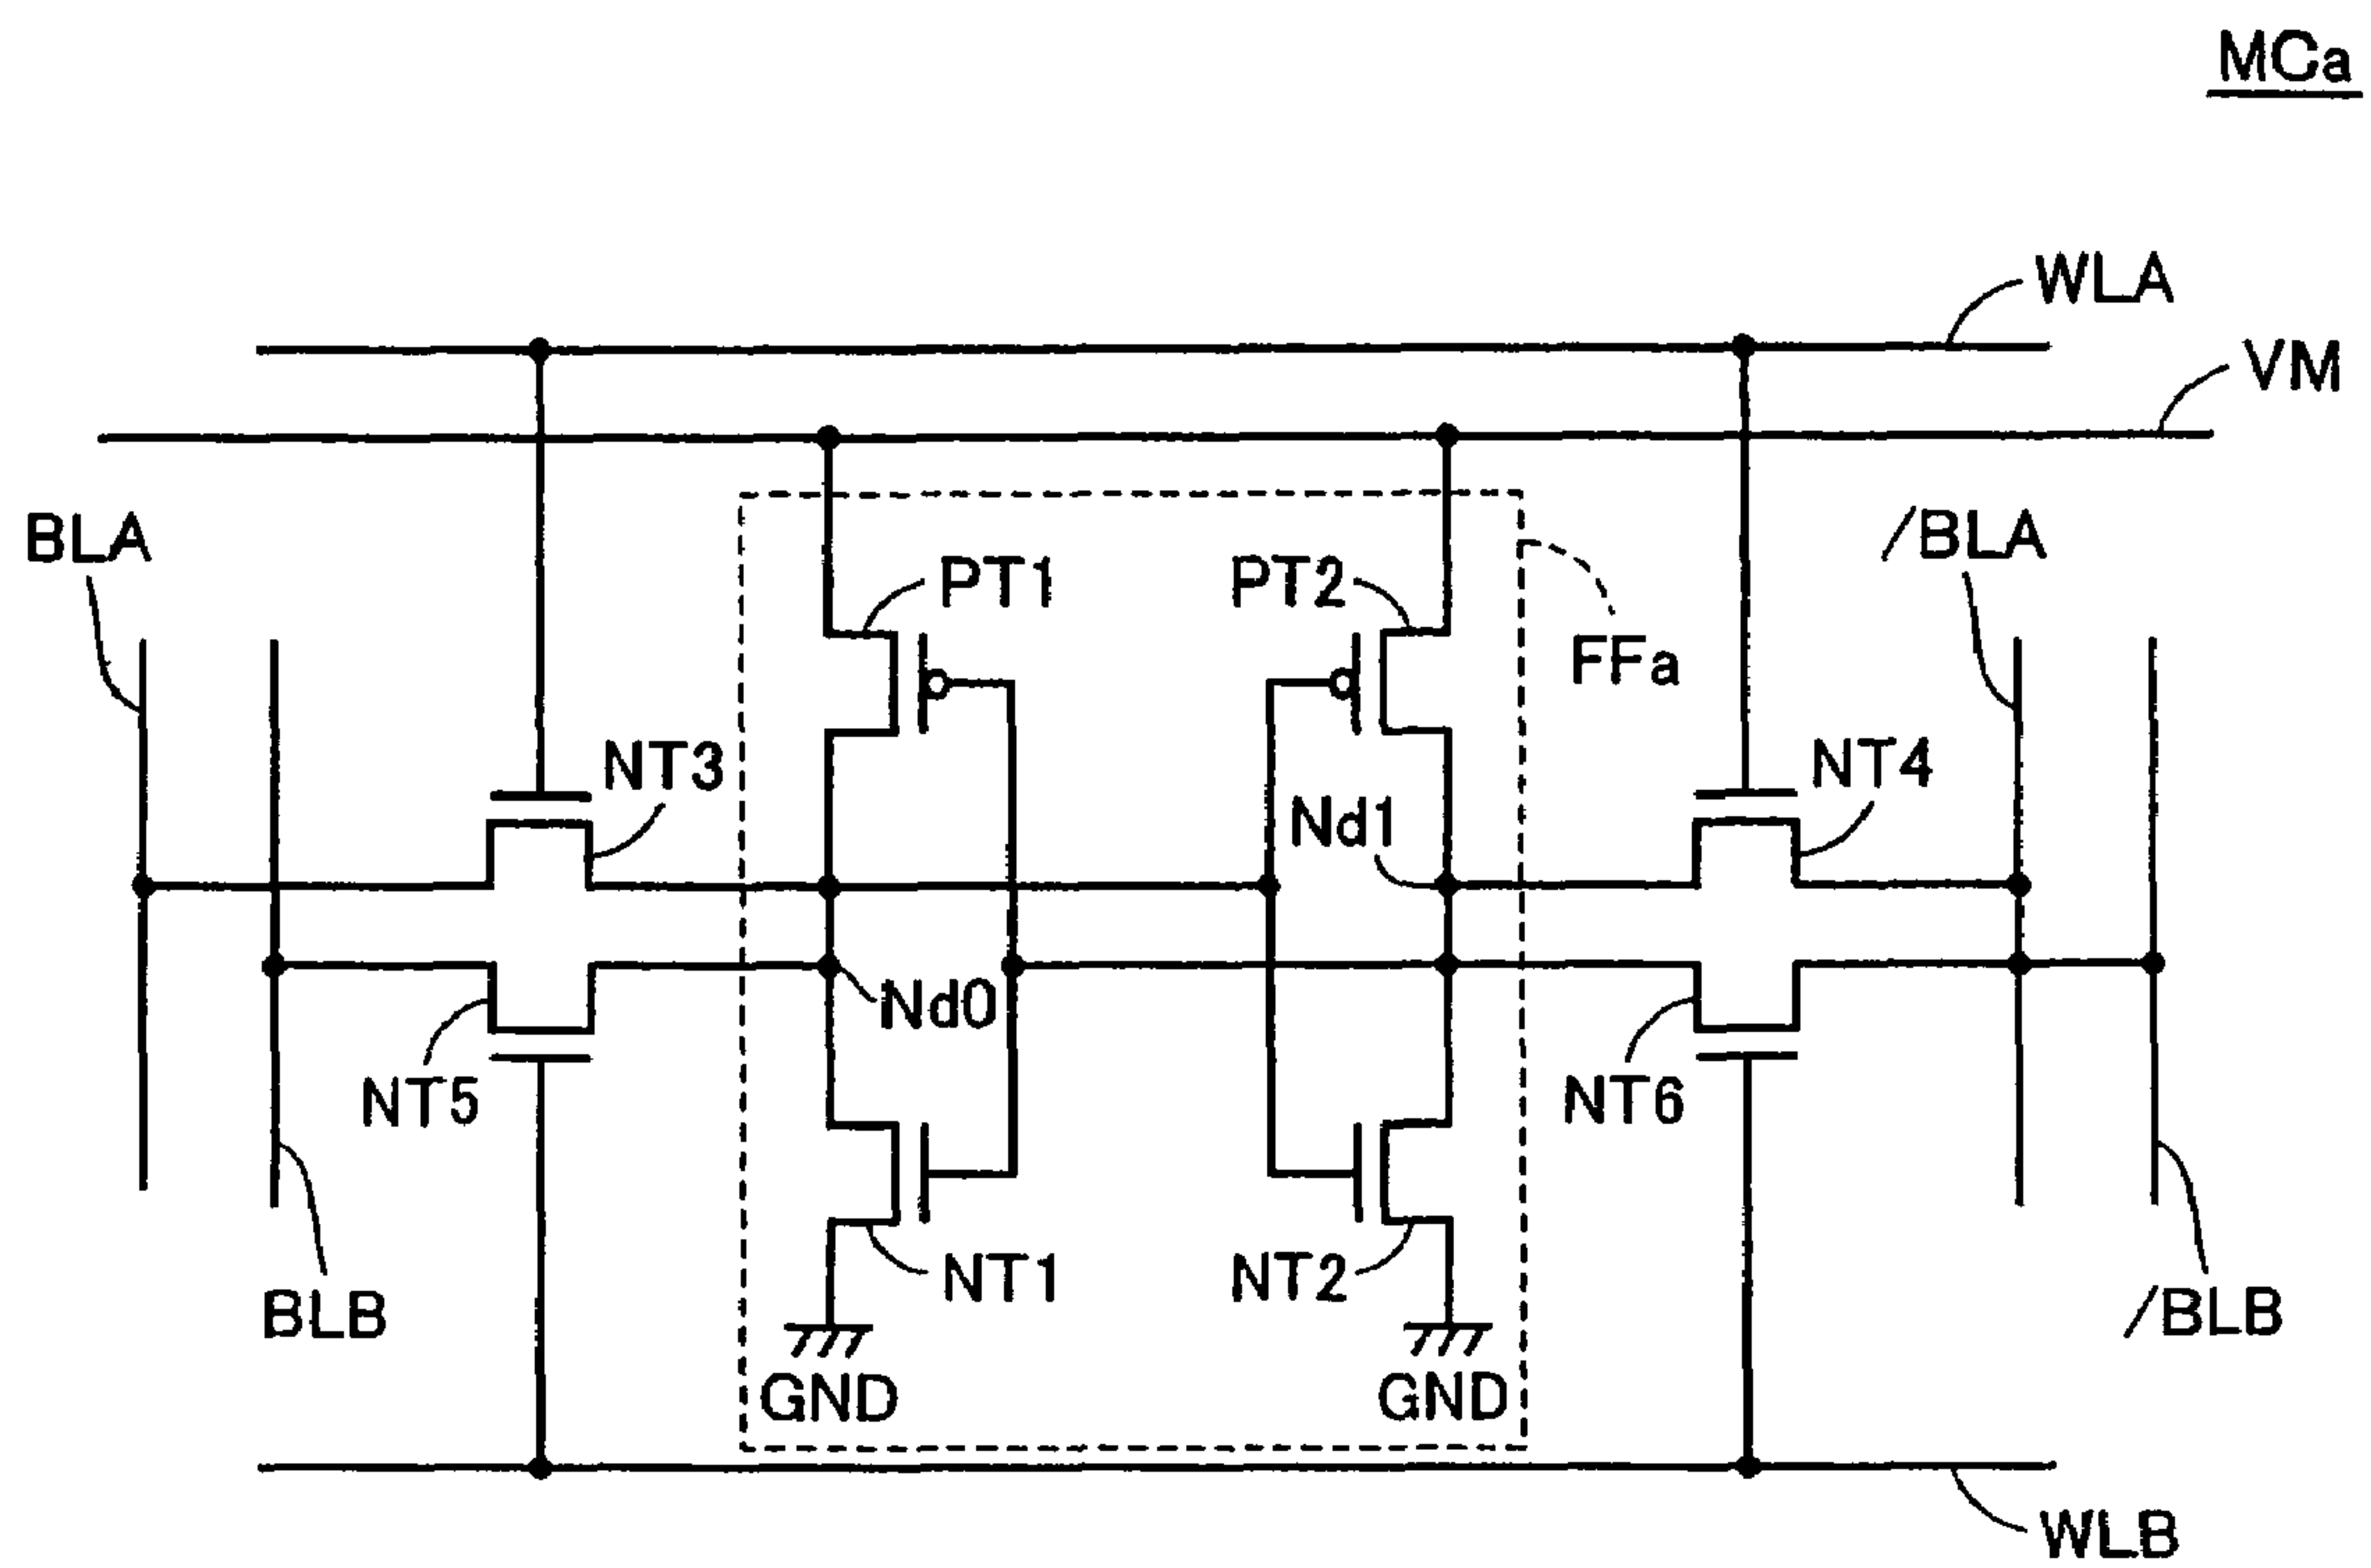 MCa
WLA
VM
BLA
/BLA
PT1
PT2
FFa
NT3
NT4
Nd1
Nd0
NT5
NT6
NT1
NT2
BLB
/BLB
GND
GND
WLB